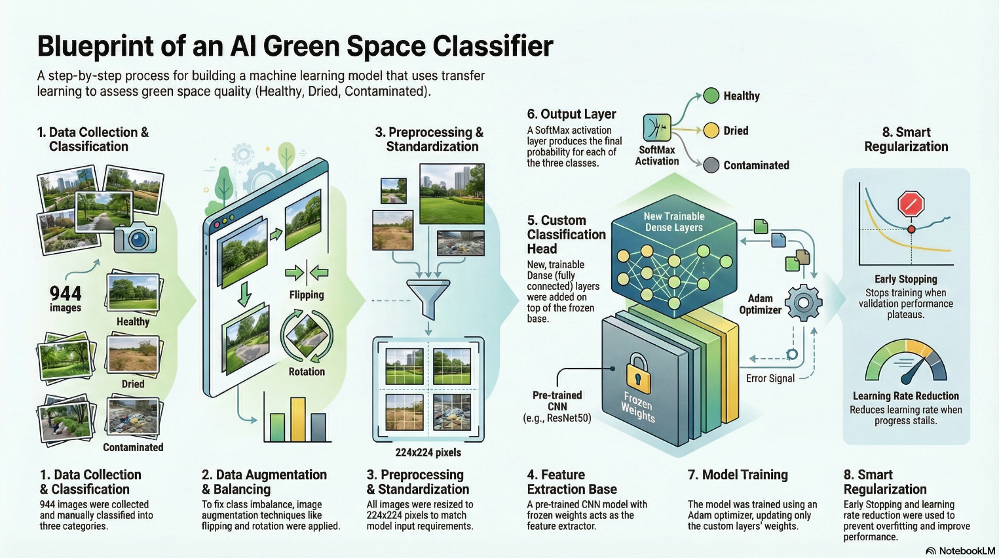 Blueprint of an AI Green Space Classifier
A step-by-step process for building a machine learning model that uses transfer
learning to assess green space quality (Healthy, Dried, Contaminated).
1. Data Collection &
Classification
944
images
Healthy
Dried
Contaminated
1. Data Collection
& Classification
944 images were collected
and manually classified into
three categories.
Flipping
Rotation
2. Data Augmentation
& Balancing
To fix class imbalance, image
augmentation techniques like
flipping and rotation were applied.
3. Preprocessing &
Standardization
224x224 pixels
3. Preprocessing
& Standardization
All images were resized to
224x224 pixels to match
model input requirements.
6. Output Layer
A SoftMax activation
layer produces the final
probability for each of
the three classes.
SoftMax
Activation
Healthy
Dried
Contaminated
5. Custom
Classification
Head
New, trainable
Danse (fully
connected) layers
were added on
top of the frozen
base.
New Trainable
Dense Layers
Adam
Optimizer
Error Signal
Frozen
Weights
Pre-trained
CNN
(e.g., ResNet50)
4. Feature
Extraction Base
A pre-trained CNN model with
frozen weights acts as the
feature extractor.
7. Model Training
The model was trained using an
Adam optimizer, updating only
the custom layers' weights.
8. Smart
Regularization
Early Stopping
Stops training when
validation performance
plateaus.
Learning Rate Reduction
Reduces learning rate when
progress stails.
8. Smart
Regularization
Early Stopping and learning
rate reduction were used to
prevent overfitting and improve
performance.
NotebookLM